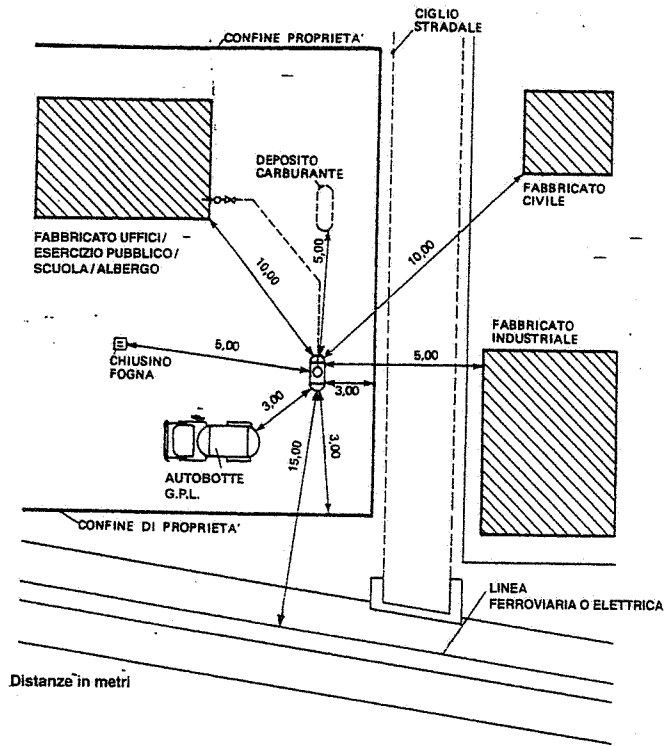 CIGLIO
STRADALE
CONFINE PROPRIETA'
DEPOSITO
CARBURANTE
FABBRICATO
CIVILE
FABBRICATO UFFICI/
ESERCIZIO PUBBLICO/
SCUOLA/ALBERGO
10,00
5,00
10,00
FABBRICATO
INDUSTRIALE
CHIUSINO
FOGNA
5,00
5,00
3,00
3,00
15,00
3,00
AUTOBOTTE
G.P.L.
CONFINE DI PROPRIETA'
LINEA
FERROVIARIA O ELETTRICA
Distanze in metri